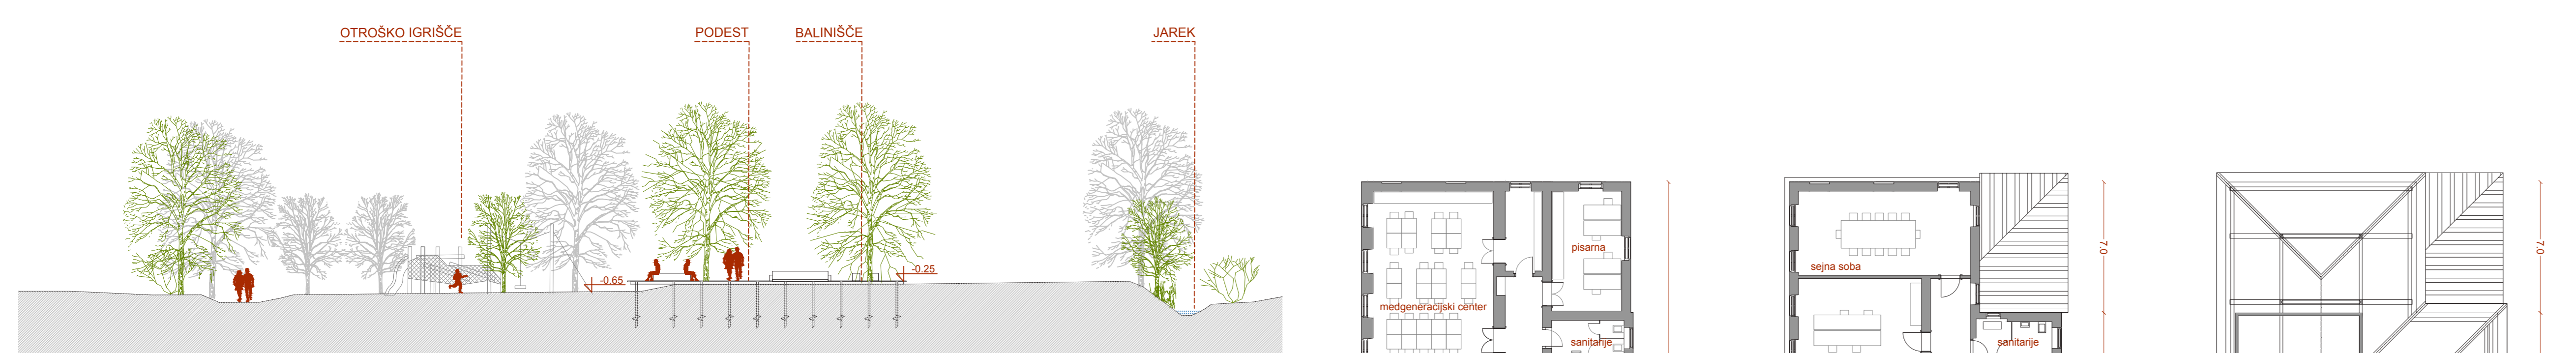 OTROŠKO IGRIŠČE
PODEST
BALINIŠČE
JAREK
-0.65
-0.25
pisarna
medgeneracijski center
sanitarije
sejna soba
sanitarije
7.0
7.0